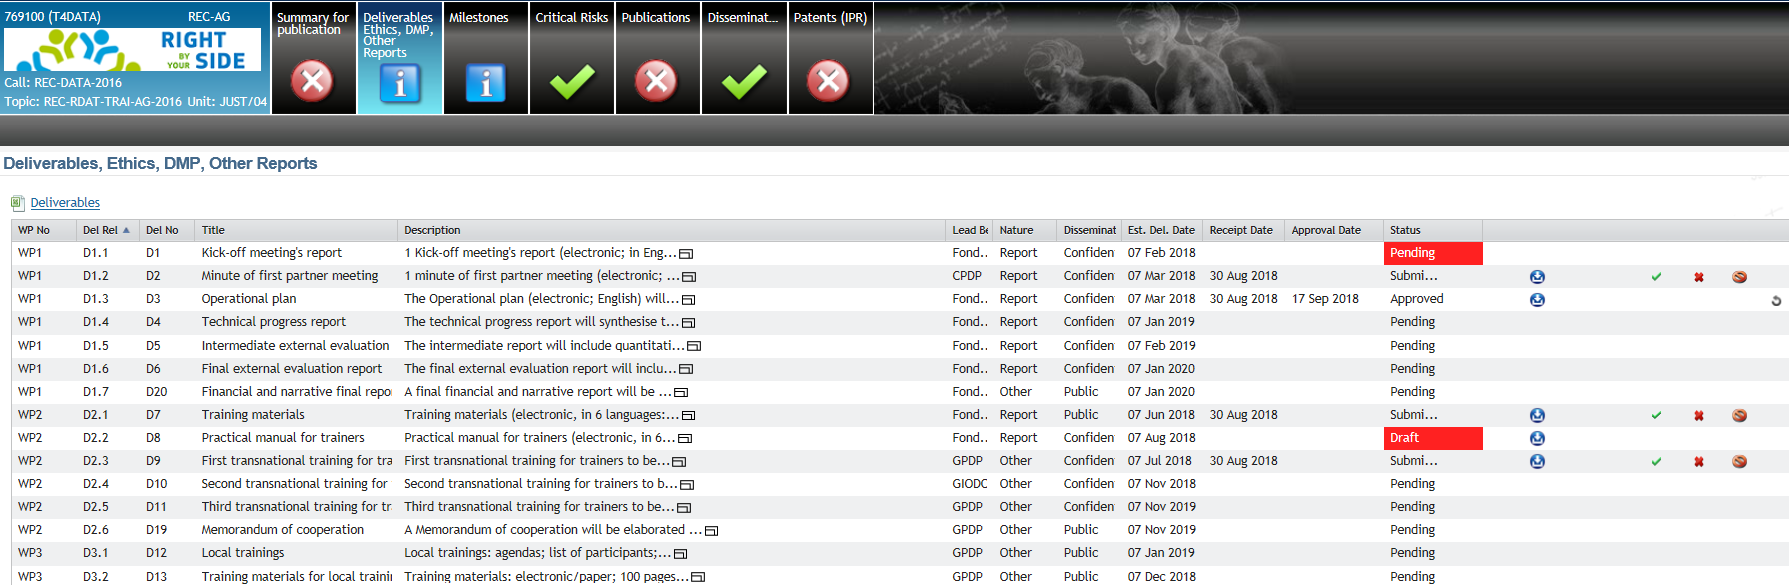 769100 (T4DATA) REC-AG
RIGHT
BY
YOUR SIDE
Call: REC-DATA-2016
Topic: REC-RDAT-TRAI-AG-2016 Unit: JUST/04
Summary for
publication
Deliverables
Ethics, DMP,
Other
Reports
Milestones
Critical Risks
Publications
Disseminat...
Patents (IPR)
Deliverables, Ethics, DMP, Other Reports
Deliverables
WP No Del Rel Del No Title Description Lead Be Nature Disseminat Est. Del. Date Receipt Date Approval Date Status
WP1 D1.1 D1 Kick-off meeting's report 1 Kick-off meeting's report (electronic; in Eng... Fond.. Report Confiden 07 Feb 2018 Pending
WP1 D1.2 D2 Minute of first partner meeting 1 minute of first partner meeting (electronic; ... CPDP Report Confiden 07 Mar 2018 30 Aug 2018 Submi...
WP1 D1.3 D3 Operational plan The Operational plan (electronic; English) will... Fond.. Report Confiden 07 Mar 2018 30 Aug 2018 17 Sep 2018 Approved
WP1 D1.4 D4 Technical progress report The technical progress report will synthesise t... Fond.. Report Confiden 07 Jan 2019 Pending
WP1 D1.5 D5 Intermediate external evaluation The intermediate report will include quantitati... Fond.. Report Confiden 07 Feb 2019 Pending
WP1 D1.6 D6 Final external evaluation report The final external evaluation report will inclu... Fond.. Report Confiden 07 Jan 2020 Pending
WP1 D1.7 D20 Financial and narrative final repo A final financial and narrative report will be ... Fond.. Other Public 07 Jan 2020 Pending
WP2 D2.1 D7 Training materials Training materials (electronic, in 6 languages:... Fond.. Report Public 07 Jun 2018 30 Aug 2018 Submi...
WP2 D2.2 D8 Practical manual for trainers Practical manual for trainers (electronic, in 6... Fond.. Report Confiden 07 Aug 2018 Draft
WP2 D2.3 D9 First transnational training for tra First transnational training for trainers to be... GPDP Other Confiden 07 Jul 2018 30 Aug 2018 Submi...
WP2 D2.4 D10 Second transnational training for Second transnational training for trainers to b... GIODC Other Confiden 07 Nov 2018 Pending
WP2 D2.5 D11 Third transnational training for tr Third transnational training for trainers to be... GPDP Other Confiden 07 Nov 2019 Pending
WP2 D2.6 D19 Memorandum of cooperation A Memorandum of cooperation will be elaborated ... GPDP Other Public 07 Nov 2019 Pending
WP3 D3.1 D12 Local trainings Local trainings: agendas; list of participants;... GPDP Other Public 07 Jan 2019 Pending
WP3 D3.2 D13 Training materials for local traini Training materials: electronic/paper; 100 pages... GPDP Other Public 07 Dec 2018 Pending